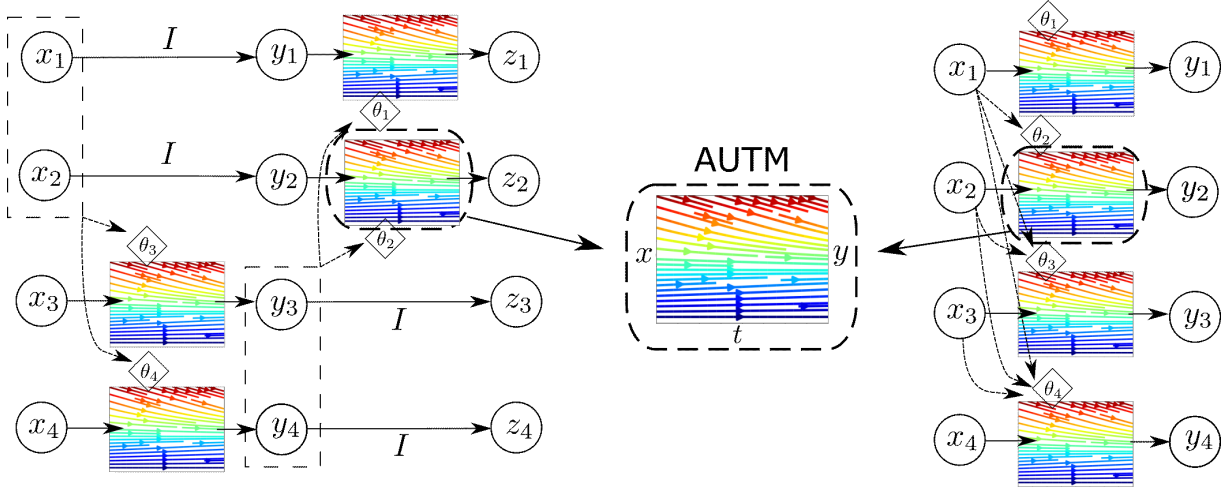 x₁ I y₁ z₁
θ₁
x₂ I y₂ z₂
θ₂
θ₃
x₃ y₃ I z₃
θ₄
x₄ y₄ I z₄
AUTM
x y
t
θ₁
x₁ y₁
θ₂
x₂ y₂
θ₃
x₃ y₃
θ₄
x₄ y₄